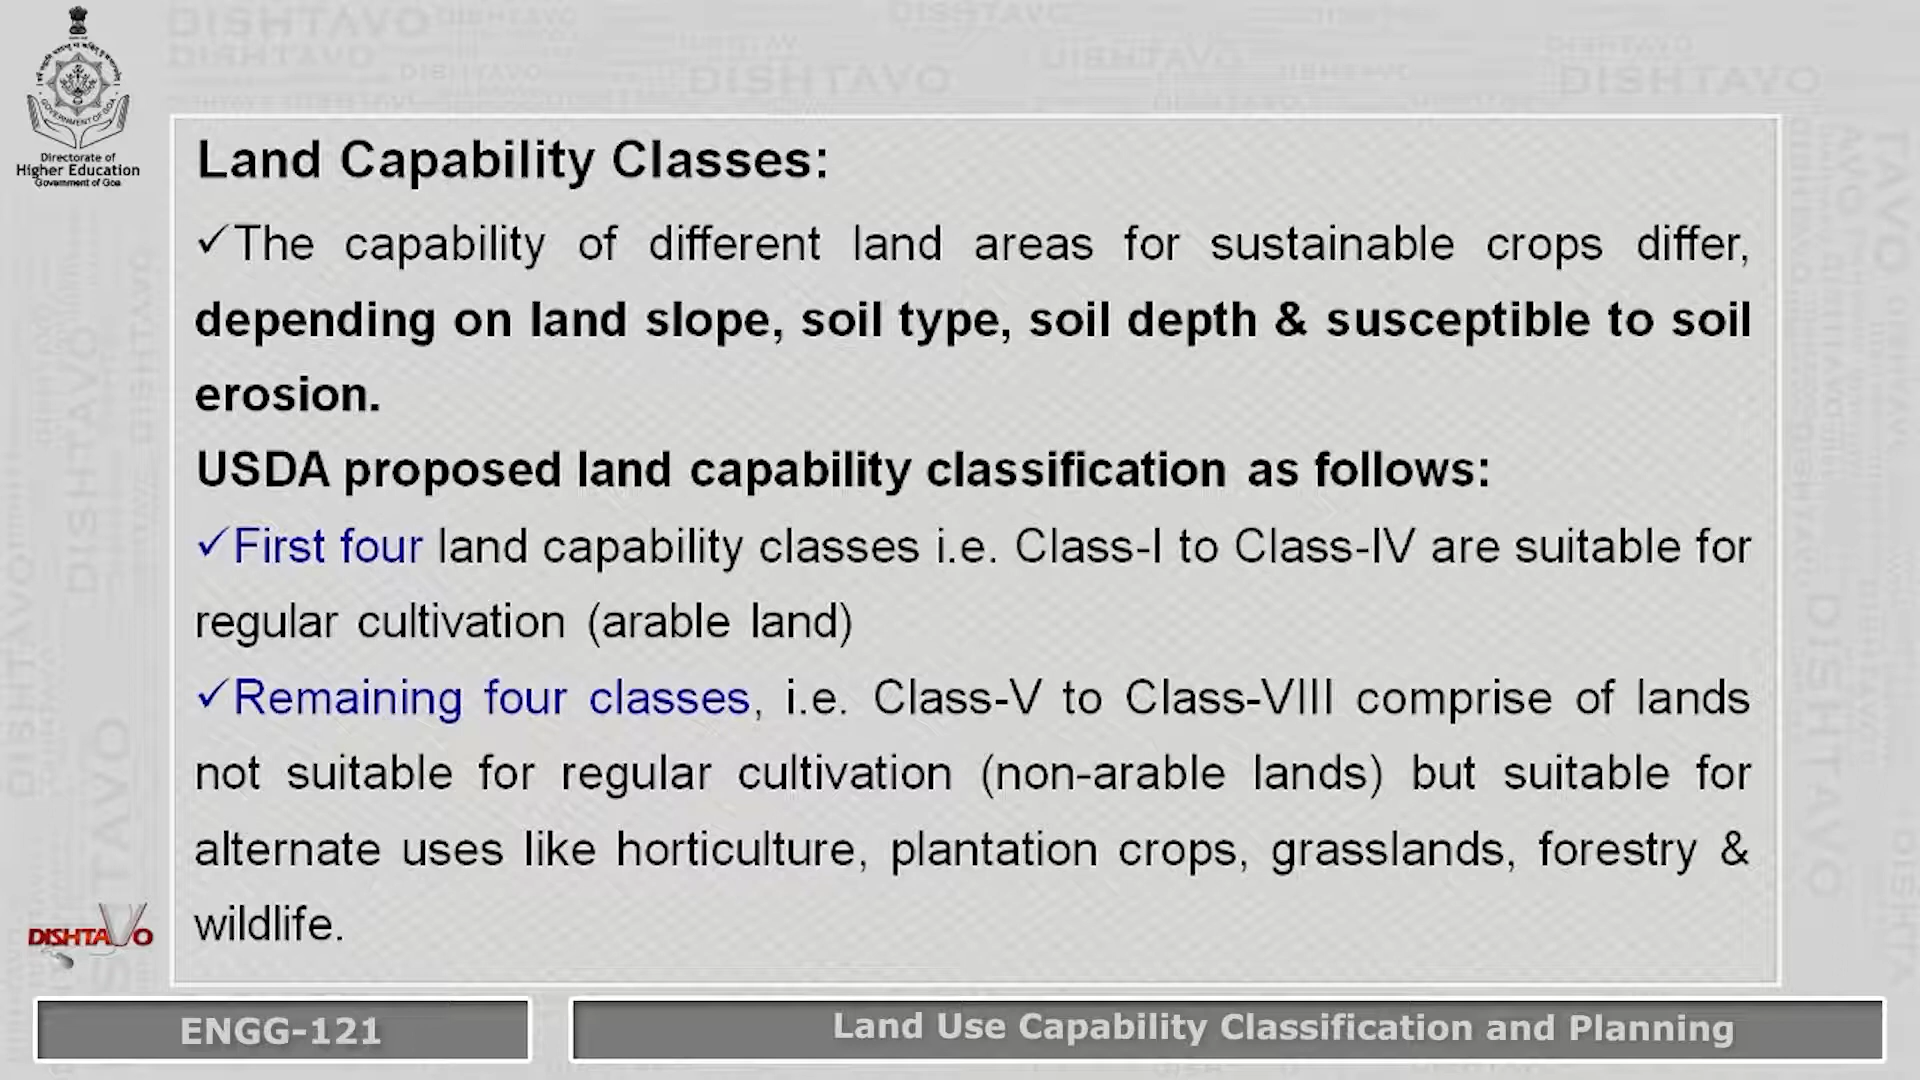 Directorate of
Higher Education
Government of Goa
Land Capability Classes:
✓The capability of different land areas for sustainable crops differ,
depending on land slope, soil type, soil depth & susceptible to soil
erosion.
USDA proposed land capability classification as follows:
✓First four land capability classes i.e. Class-I to Class-IV are suitable for
regular cultivation (arable land)
✓Remaining four classes, i.e. Class-V to Class-VIII comprise of lands
not suitable for regular cultivation (non-arable lands) but suitable for
alternate uses like horticulture, plantation crops, grasslands, forestry &
wildlife.
DISHTAVO
ENGG-121
Land Use Capability Classification and Planning